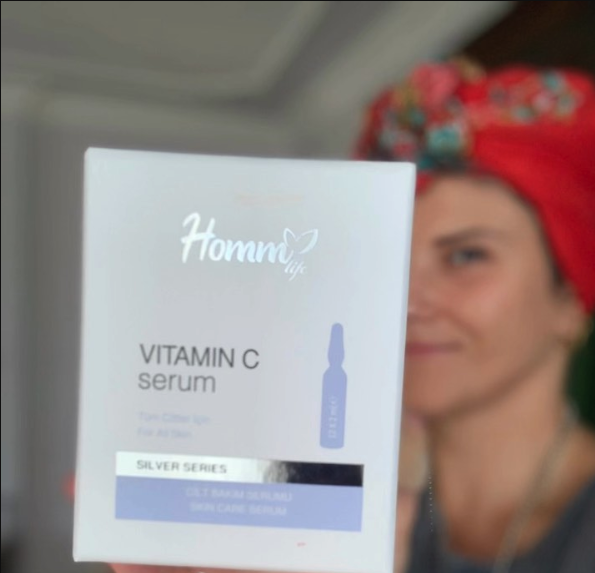 Homm
life
VITAMIN C
serum
Tüm Ciltler İçin
For All Skin
SILVER SERIES
CİLT BAKIM SERUMU
SKIN CARE SERUM